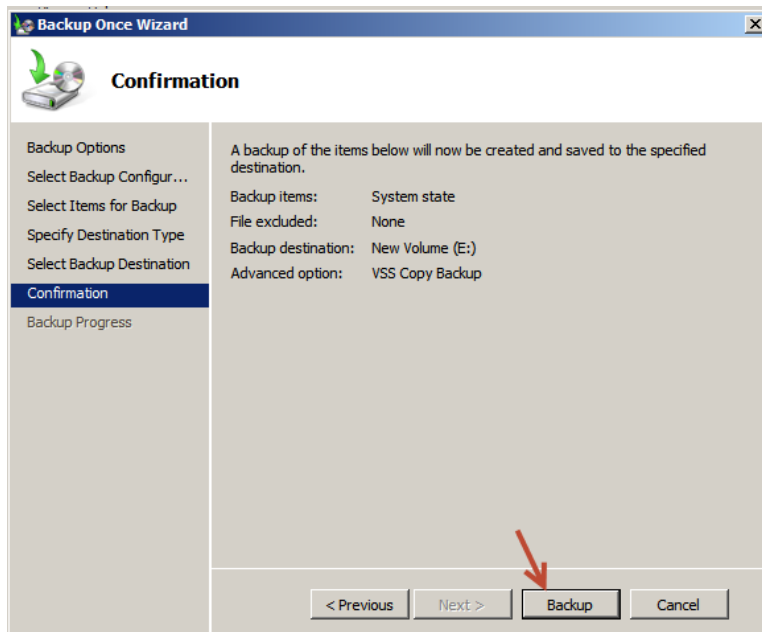 Backup Once Wizard
Confirmation
Backup Options
Select Backup Configur...
Select Items for Backup
Specify Destination Type
Select Backup Destination
Confirmation
Backup Progress
A backup of the items below will now be created and saved to the specified
destination.
Backup items: System state
File excluded: None
Backup destination: New Volume (E:)
Advanced option: VSS Copy Backup
< Previous Next > Backup Cancel